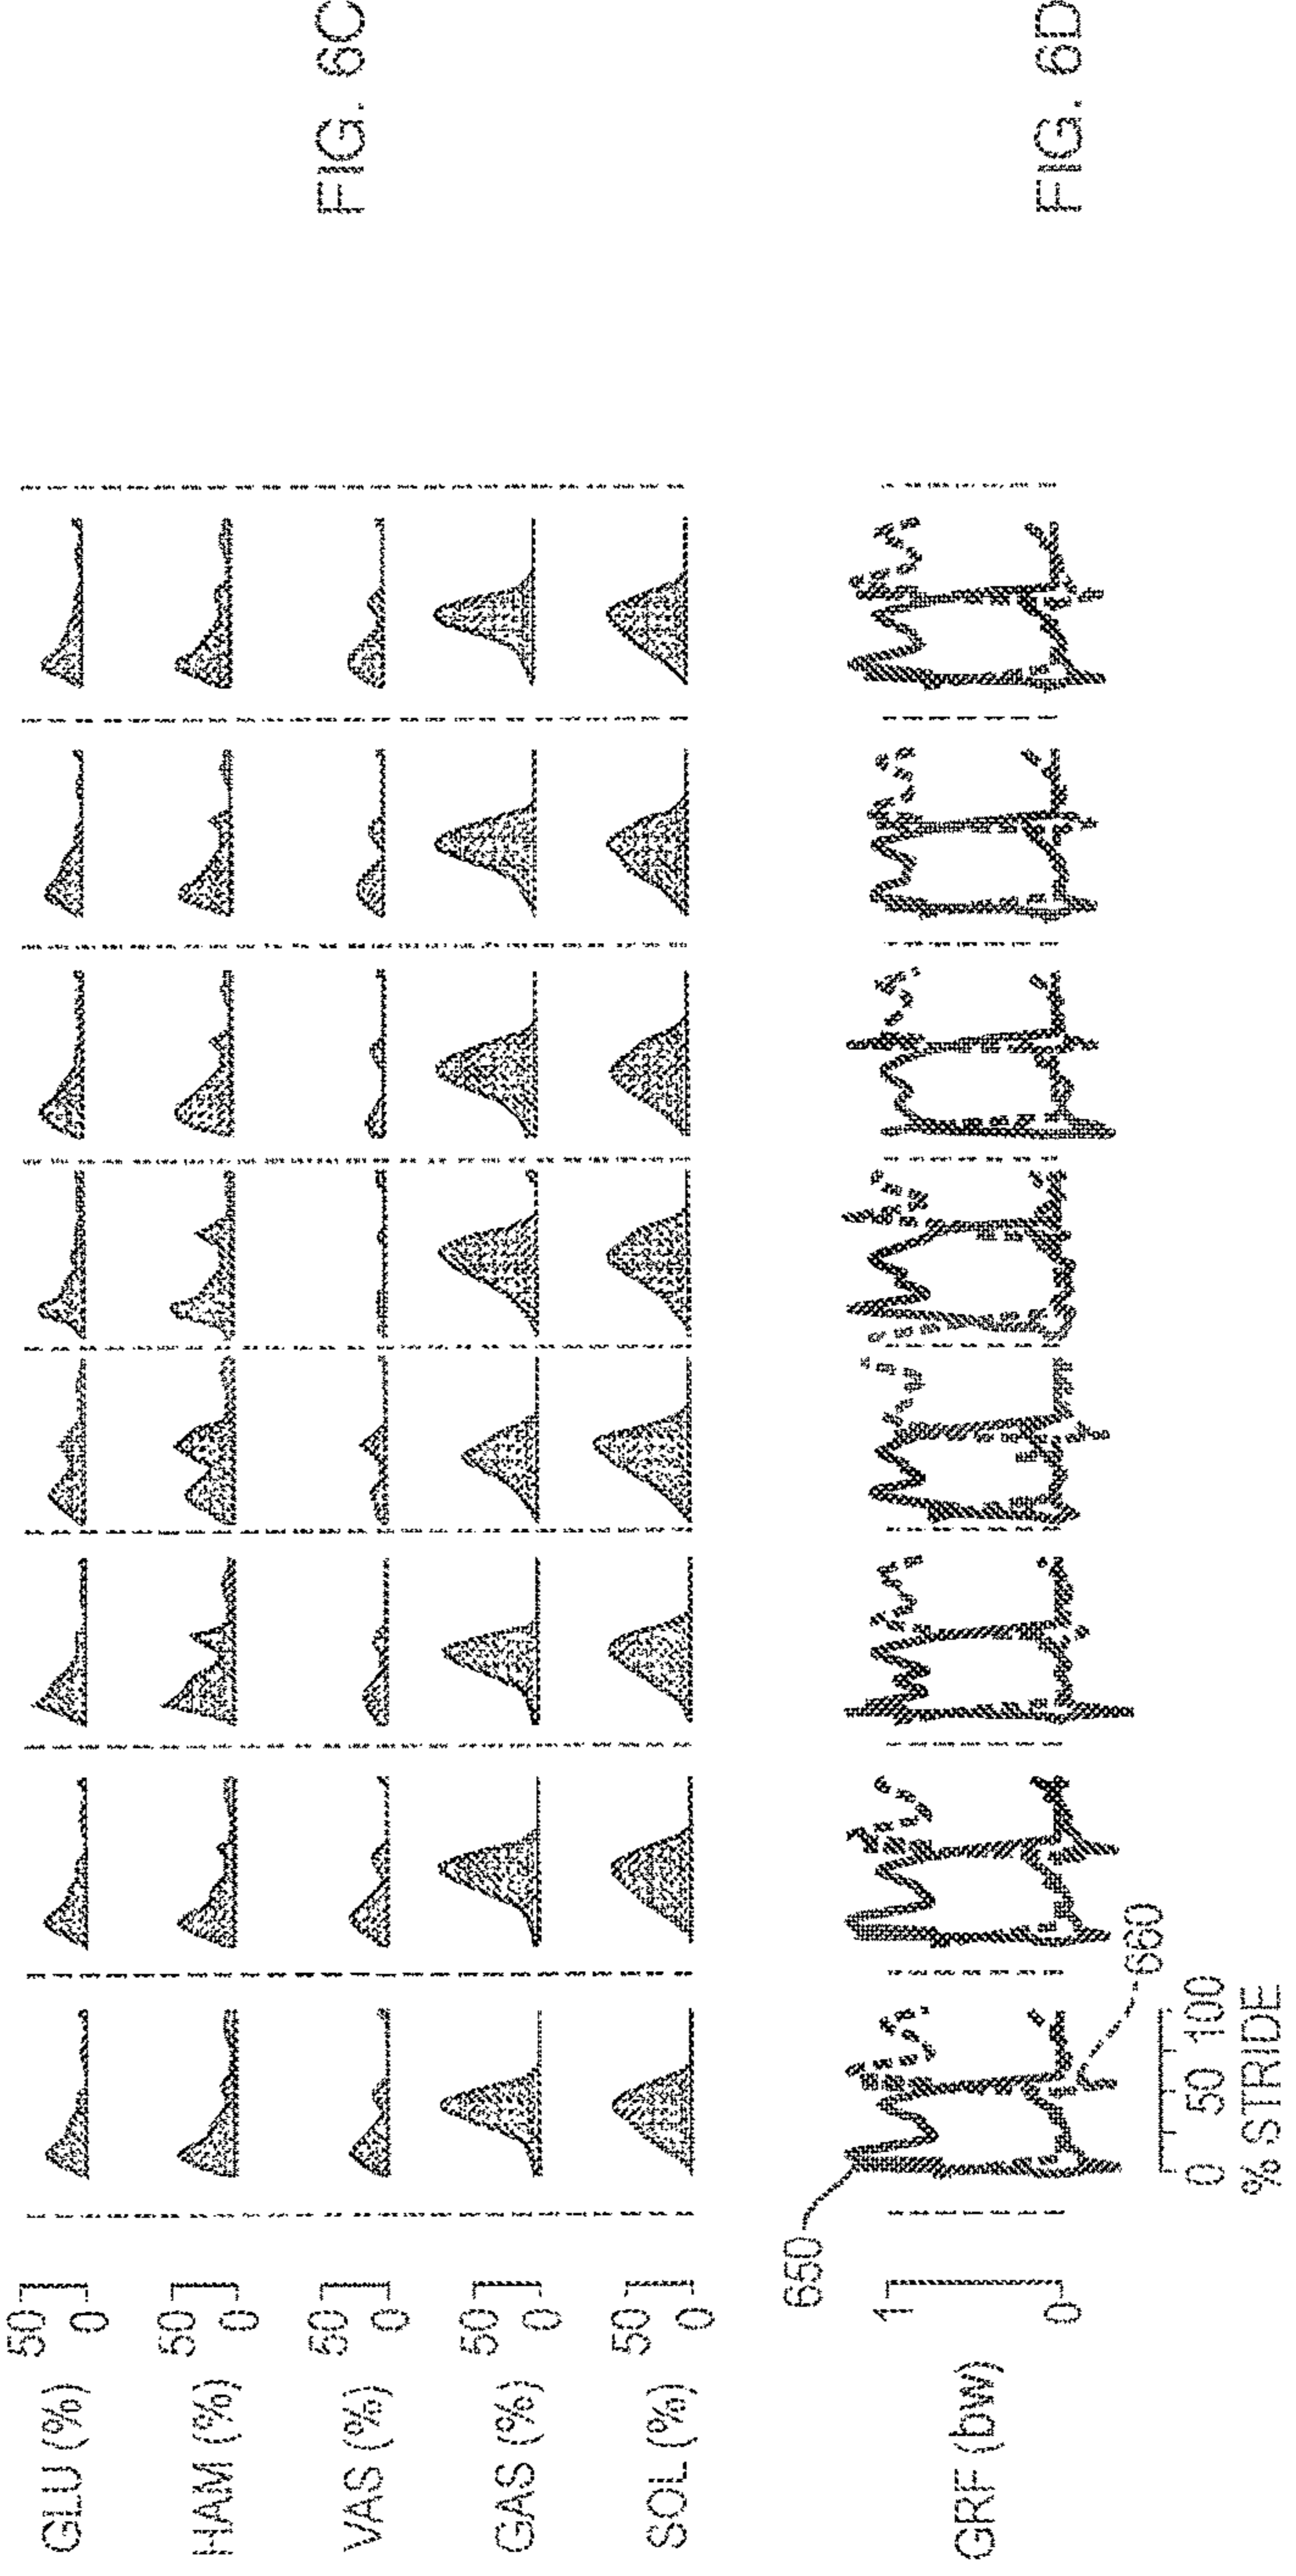 GLU (%)
50
0
HAM (%)
50
0
VAS (%)
50
0
GAS (%)
50
0
SOL (%)
50
0
FIG. 6C
650
GRF (bw)
1
0
660
0 50 100
% STRIDE
FIG. 6D